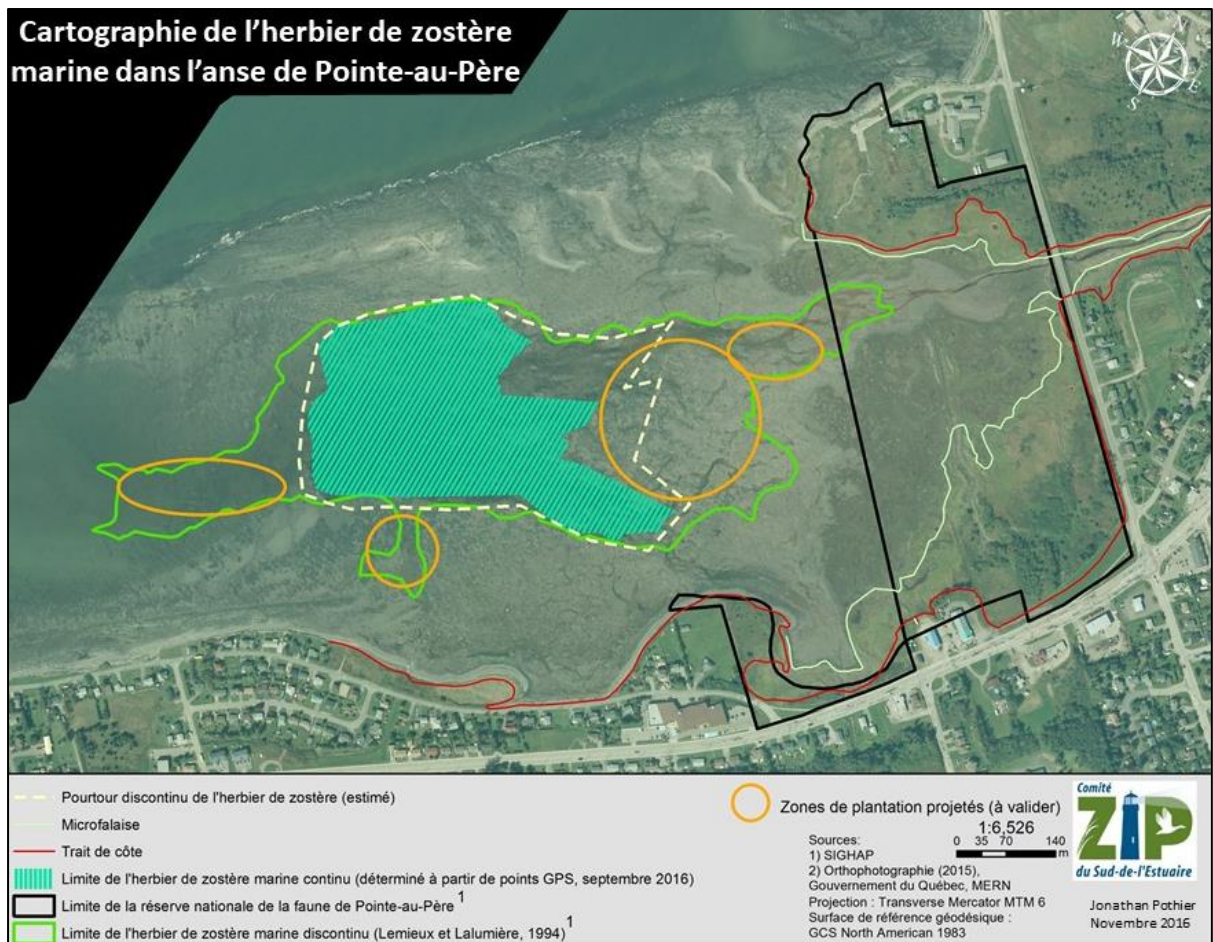 Cartographie de l'herbier de zostère
marine dans l'anse de Pointe-au-Père
N
W
E
S
Pourtour discontinu de l'herbier de zostère (estimé)
Microfalaise
Trait de côte
Limite de l'herbier de zostère marine continu (déterminé à partir de points GPS, septembre 2016)
Limite de la réserve nationale de la faune de Pointe-au-Père 1
Limite de l'herbier de zostère marine discontinu (Lemieux et Lalumière, 1994) 1
Zones de plantation projetés (à valider)
1:6,526
0 35 70 140
m
Sources:
1) SIGHAP
2) Orthophotographie (2015),
Gouvernement du Québec, MERN
Projection : Transverse Mercator MTM 6
Surface de référence géodésique :
GCS North American 1983
Comité
ZIP
du Sud-de-l'Estuaire
Jonathan Pothier
Novembre 2016